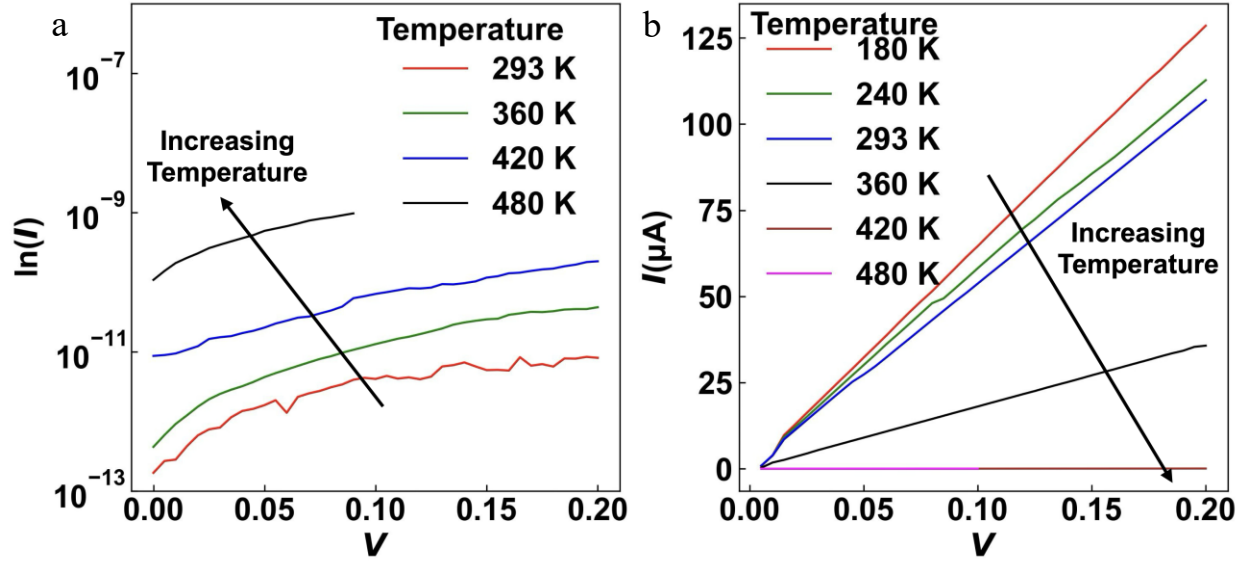 a
Temperature
293 K
360 K
420 K
480 K
Increasing
Temperature
ln(I)
10⁻⁷
10⁻⁹
10⁻¹¹
10⁻¹³
0.00 0.05 0.10 0.15 0.20
V
b
Temperature
180 K
240 K
293 K
360 K
420 K
480 K
Increasing
Temperature
I(μA)
125
100
75
50
25
0
0.00 0.05 0.10 0.15 0.20
V